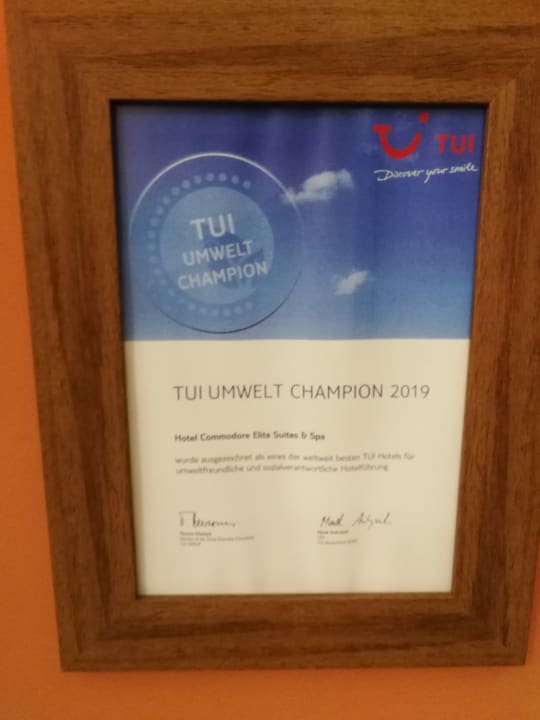 TUI
Discover your smile
TUI
UMWELT
CHAMPION
TUI UMWELT CHAMPION 2019
Hotel Commodore Elite Suites & Spa
wurde ausgezeichnet als eines der weltweit besten TUI Hotels für
umweltfreundliche und sozialverantwortliche Hotelführung